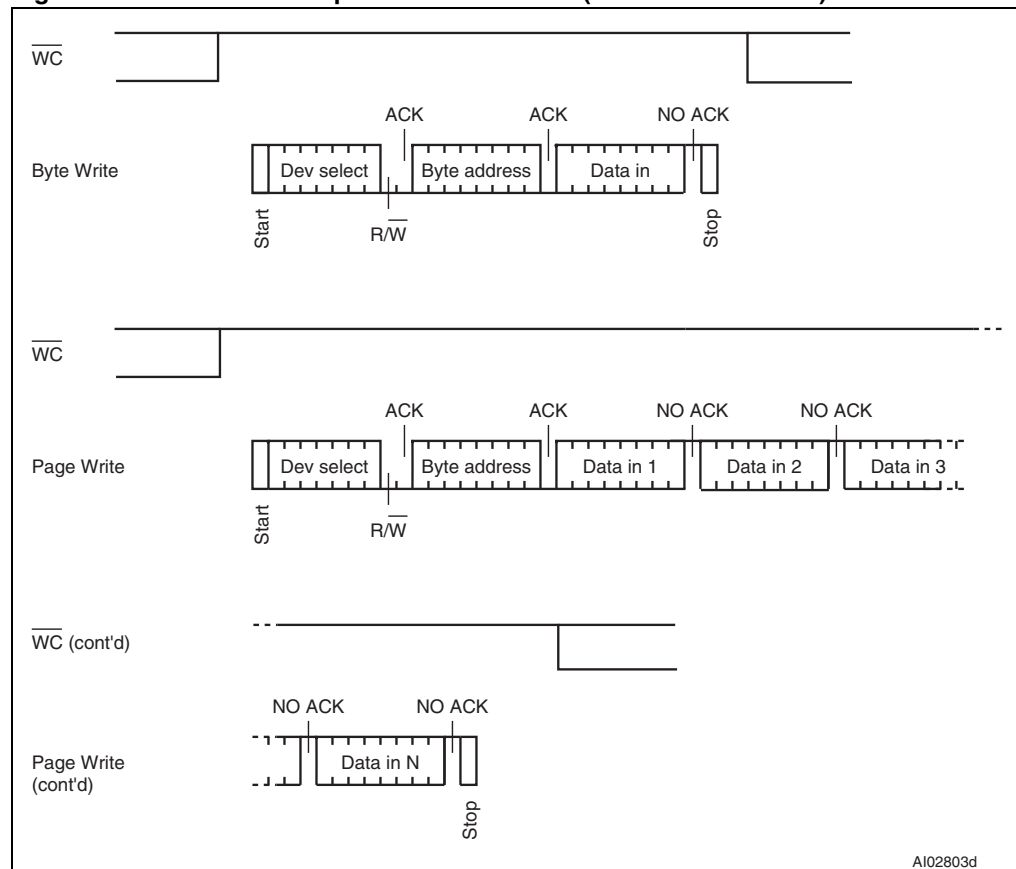 WC
ACK ACK NO ACK
Byte Write Dev select Byte address Data in
R/W
Start Stop
WC
ACK ACK NO ACK NO ACK
Page Write Dev select Byte address Data in 1 Data in 2 Data in 3
R/W
Start
WC (cont'd)
NO ACK NO ACK
Page Write
(cont'd)
Data in N
Stop
AI02803d